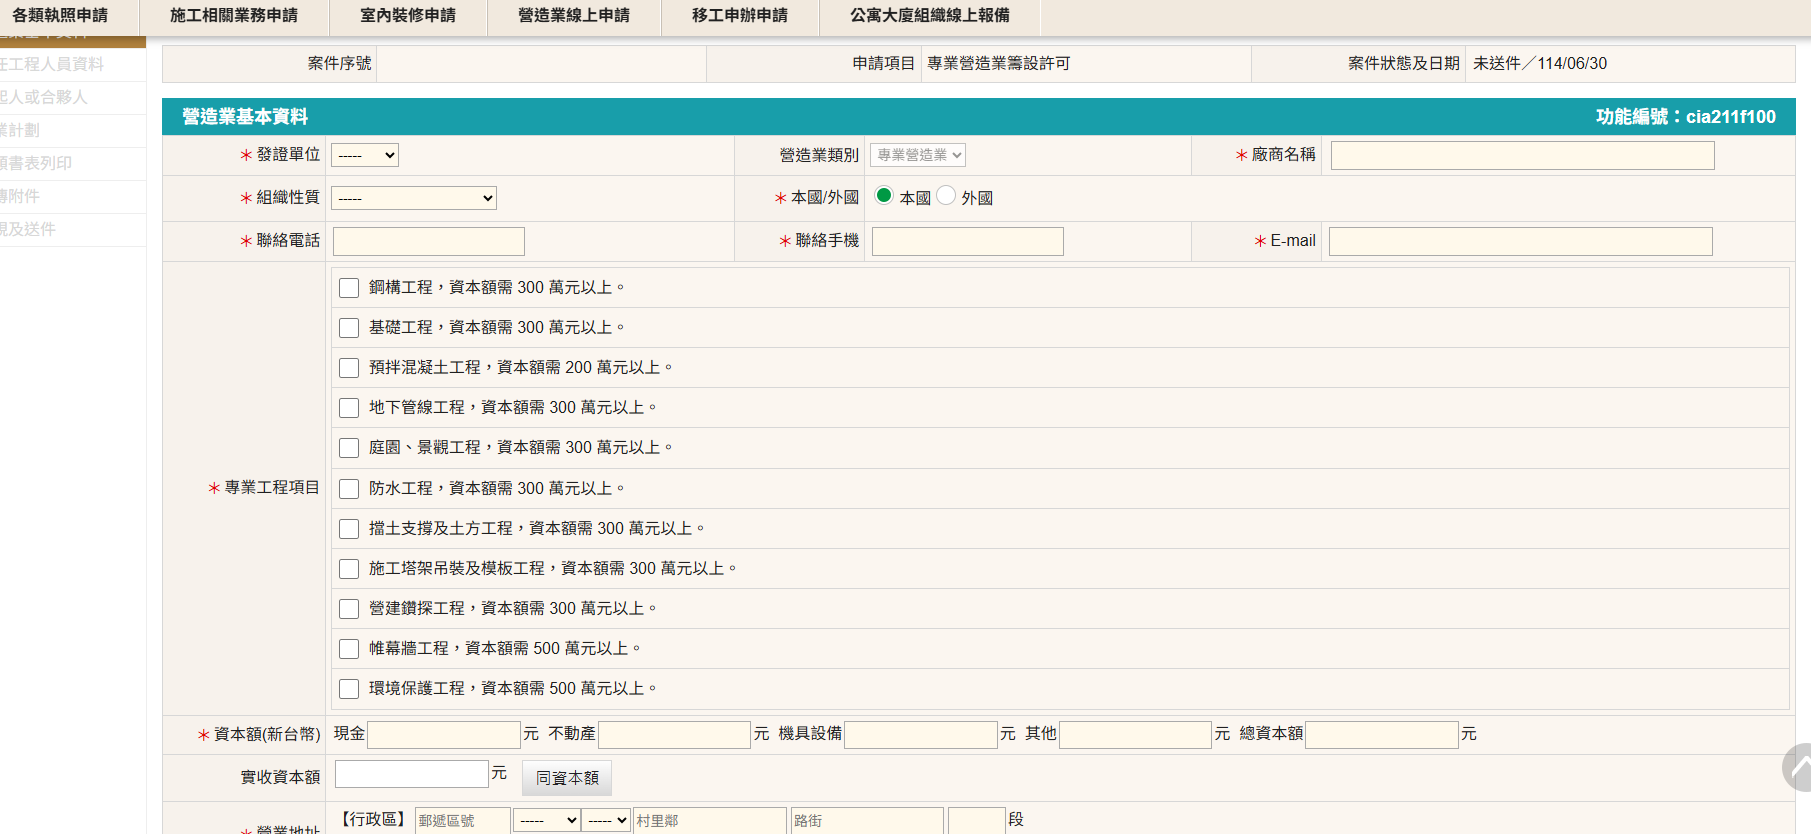 各類執照申請 施工相關業務申請 室內裝修申請 營造業線上申請 移工申辦申請 公寓大廈組織線上報備
任工程人員資料
起人或合夥人
業計劃
書表列印
附件
及送件
案件序號 申請項目 專業營造業籌設許可 案件狀態及日期 未送件／114/06/30
營造業基本資料 功能編號：cia211f100
＊發證單位 ----- 營造業類別 專業營造業 ＊廠商名稱
＊組織性質 ----- ＊本國/外國 本國 外國
＊聯絡電話 ＊聯絡手機 ＊E-mail
＊專業工程項目
鋼構工程，資本額需 300 萬元以上。
基礎工程，資本額需 300 萬元以上。
預拌混凝土工程，資本額需 200 萬元以上。
地下管線工程，資本額需 300 萬元以上。
庭園、景觀工程，資本額需 300 萬元以上。
防水工程，資本額需 300 萬元以上。
擋土支撐及土方工程，資本額需 300 萬元以上。
施工塔架吊裝及模板工程，資本額需 300 萬元以上。
營建鑽探工程，資本額需 300 萬元以上。
帷幕牆工程，資本額需 500 萬元以上。
環境保護工程，資本額需 500 萬元以上。
＊資本額(新台幣) 現金 元 不動產 元 機具設備 元 其他 元 總資本額 元
實收資本額 元 同資本額
＊營業地址 【行政區】 郵遞區號 ----- ----- 村里鄰 路街 段